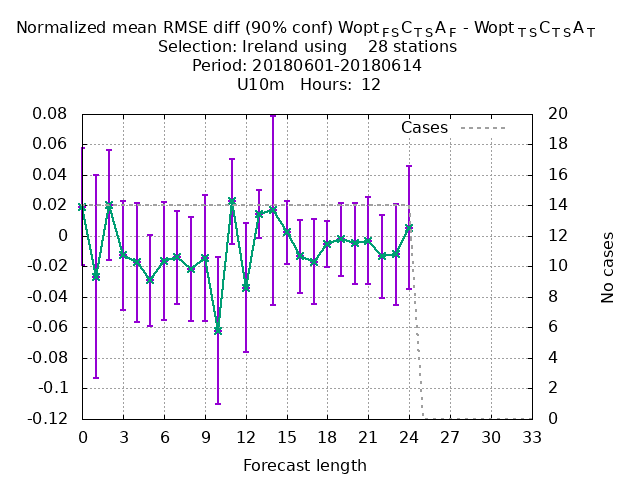 Normalized mean RMSE diff (90% conf) Wopt FS C TS A F - Wopt TS C TS A T
Selection: Ireland using 28 stations
Period: 20180601-20180614
U10m Hours: 12
Cases
0.08
0.06
0.04
0.02
0
-0.02
-0.04
-0.06
-0.08
-0.1
-0.12
20
18
16
14
12
10
8
6
4
2
0
No cases
0 3 6 9 12 15 18 21 24 27 30 33
Forecast length